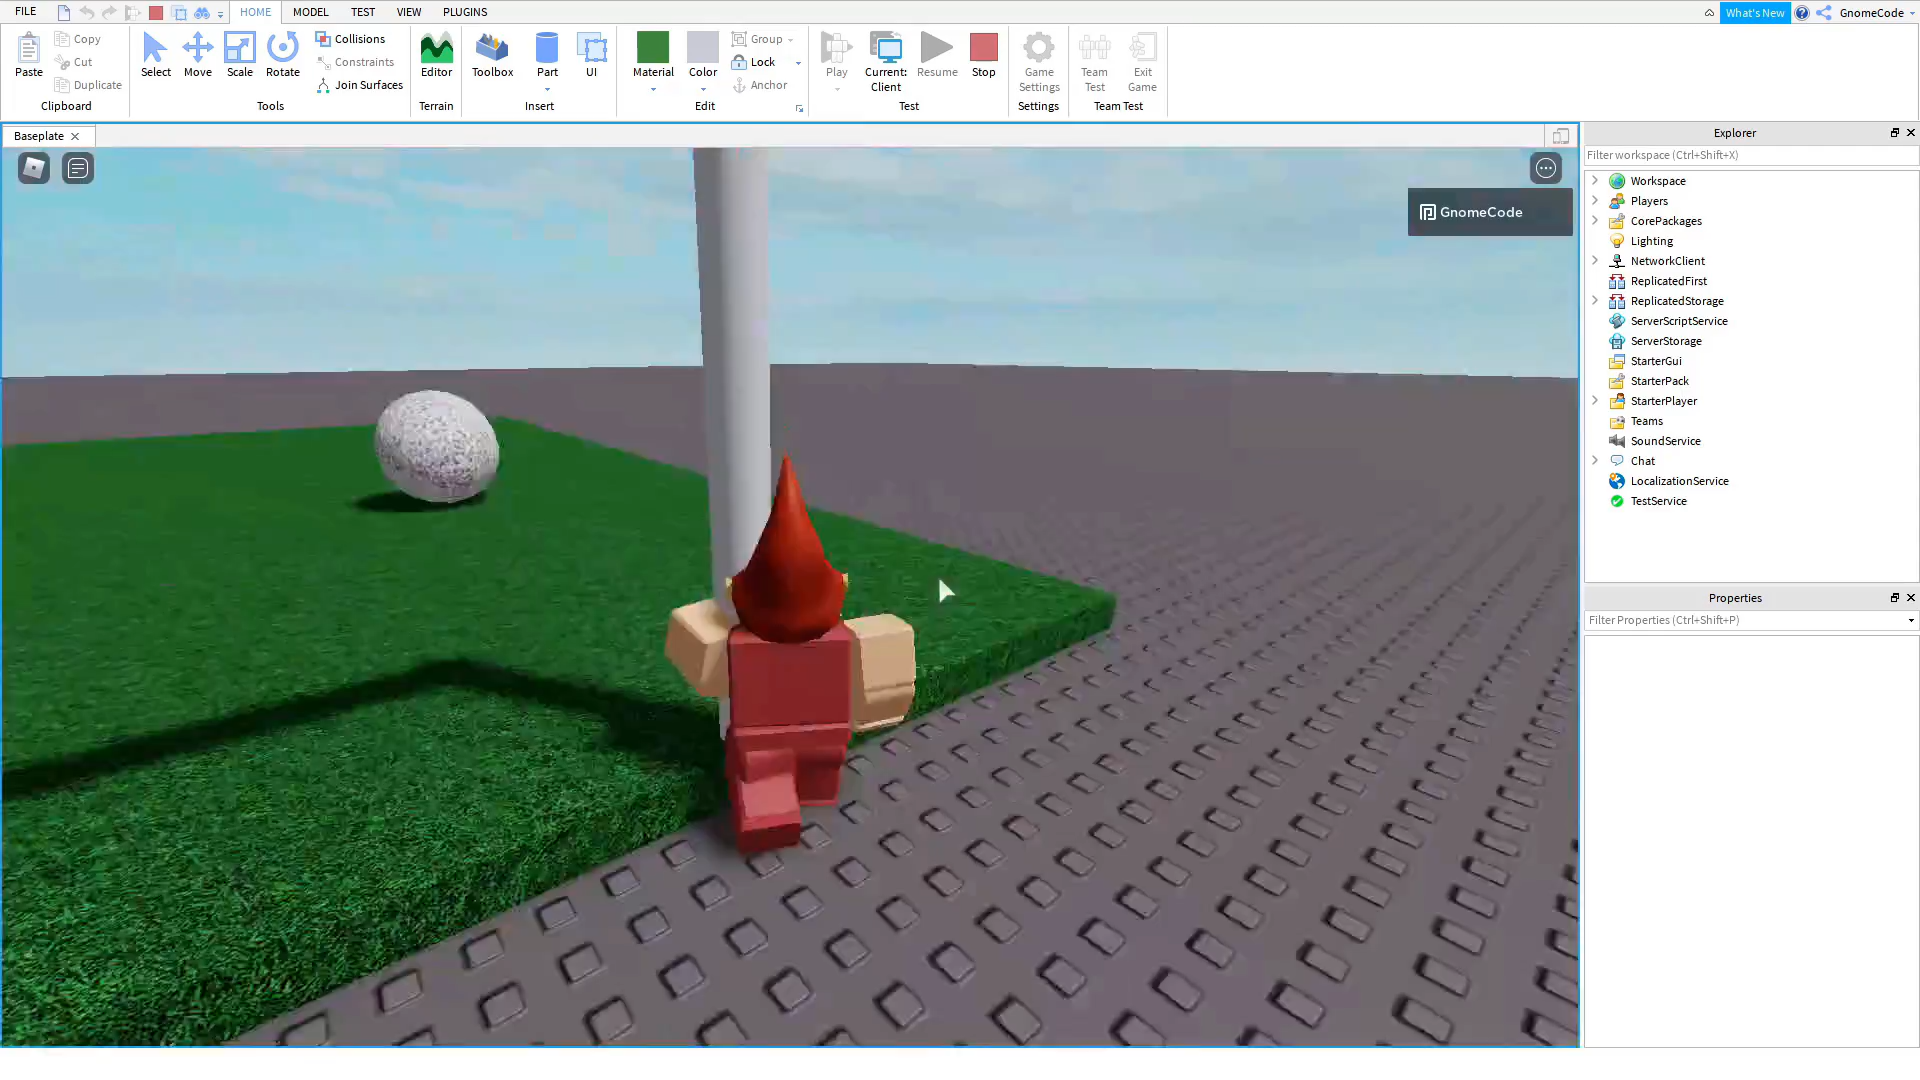 FILE HOME MODEL TEST VIEW PLUGINS What's New GnomeCode
Paste Copy Cut Duplicate
Select Move Scale Rotate Collisions Constraints Join Surfaces
Editor Toolbox Part UI
Material Color Group Lock Anchor
Play Current: Client Resume Stop
Game Settings Team Test Exit Game
Clipboard Tools Terrain Insert Edit Test Settings Team Test
Baseplate
GnomeCode
Explorer
Filter workspace (Ctrl+Shift+X)
Workspace
Players
CorePackages
Lighting
NetworkClient
ReplicatedFirst
ReplicatedStorage
ServerScriptService
ServerStorage
StarterGui
StarterPack
StarterPlayer
Teams
SoundService
Chat
LocalizationService
TestService
Properties
Filter Properties (Ctrl+Shift+P)